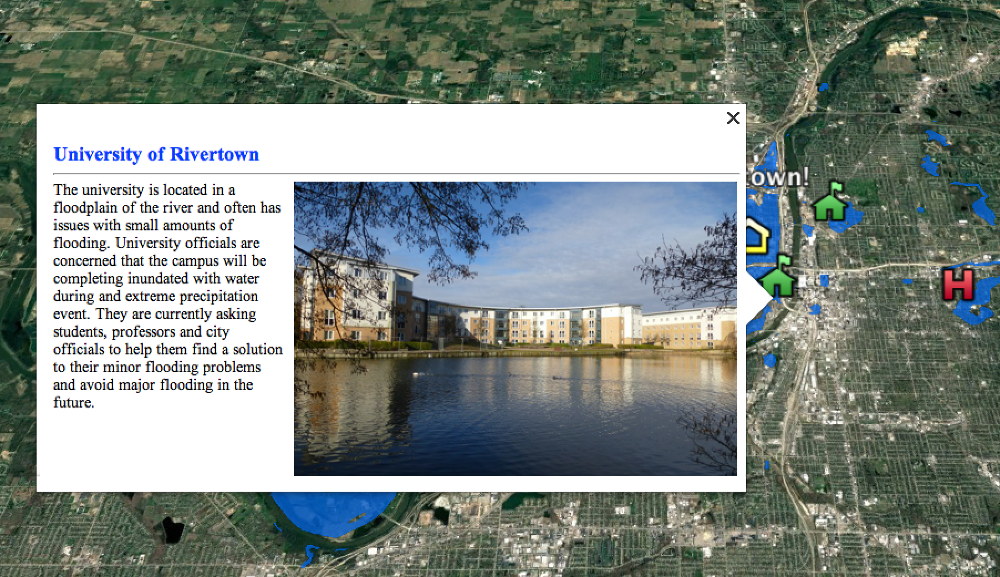 University of Rivertown
The university is located in a
floodplain of the river and often has
issues with small amounts of
flooding. University officials are
concerned that the campus will be
completing inundated with water
during and extreme precipitation
event. They are currently asking
students, professors and city
officials to help them find a solution
to their minor flooding problems
and avoid major flooding in the
future.
own!
H